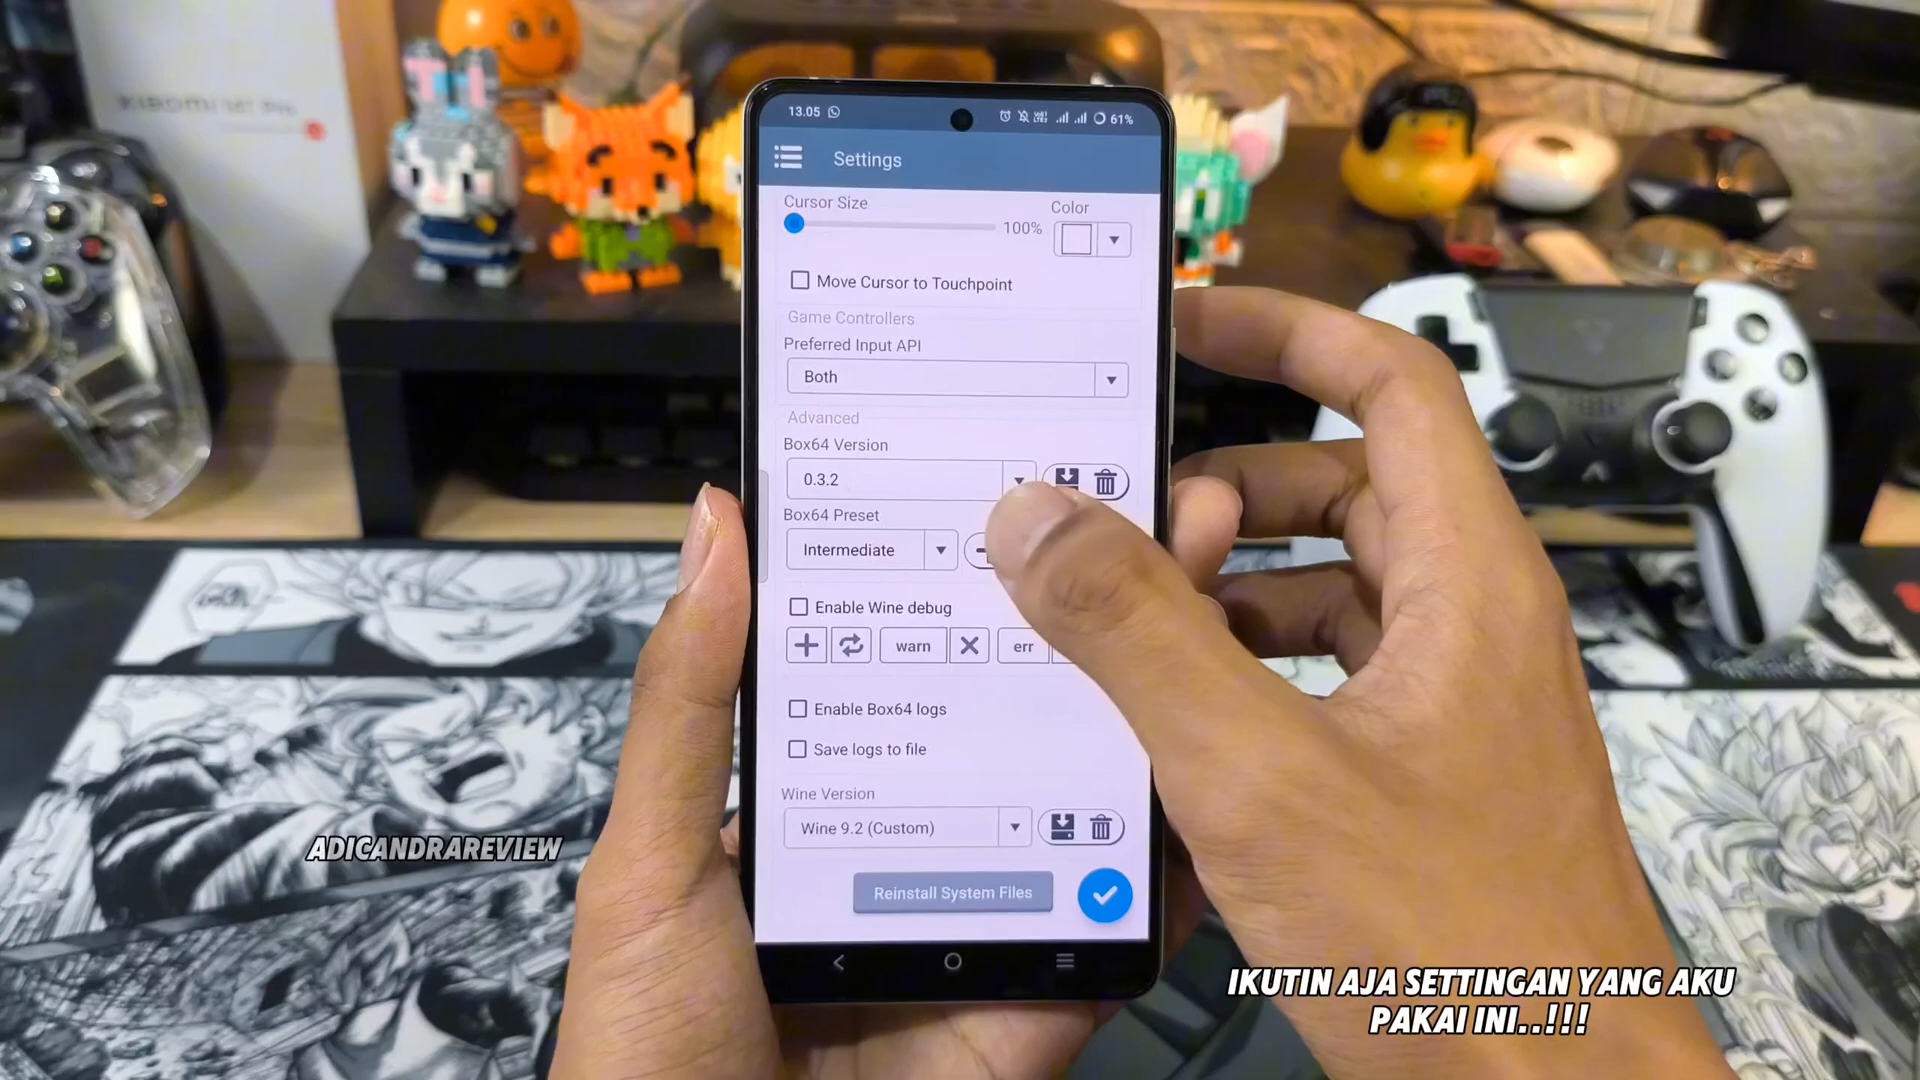 13.05
61%
Settings
Cursor Size
Color
100%
Move Cursor to Touchpoint
Game Controllers
Preferred Input API
Both
Advanced
Box64 Version
0.3.2
Box64 Preset
Intermediate
Enable Wine debug
warn
err
Enable Box64 logs
Save logs to file
Wine Version
Wine 9.2 (Custom)
Reinstall System Files
ADICANDRAREVIEW
IKUTIN AJA SETTINGAN YANG AKU
PAKAI INI..!!!